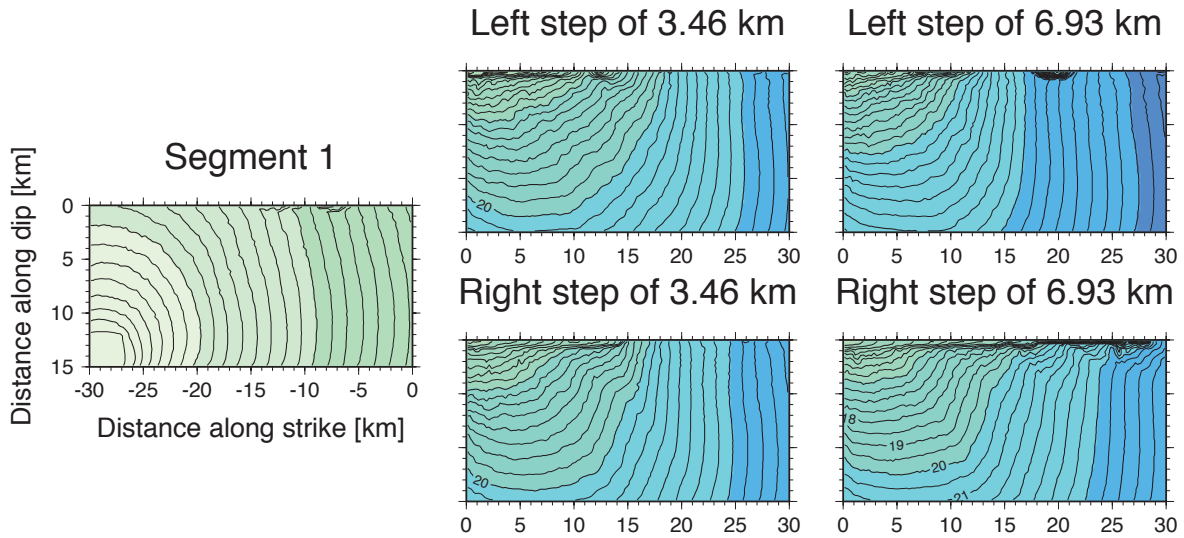 Left step of 3.46 km
Left step of 6.93 km
Segment 1
Distance along dip [km]
0
5
10
15
-30 -25 -20 -15 -10 -5 0
Distance along strike [km]
20
0 5 10 15 20 25 30
0 5 10 15 20 25 30
Right step of 3.46 km
Right step of 6.93 km
20
18
19
20
21
0 5 10 15 20 25 30
0 5 10 15 20 25 30